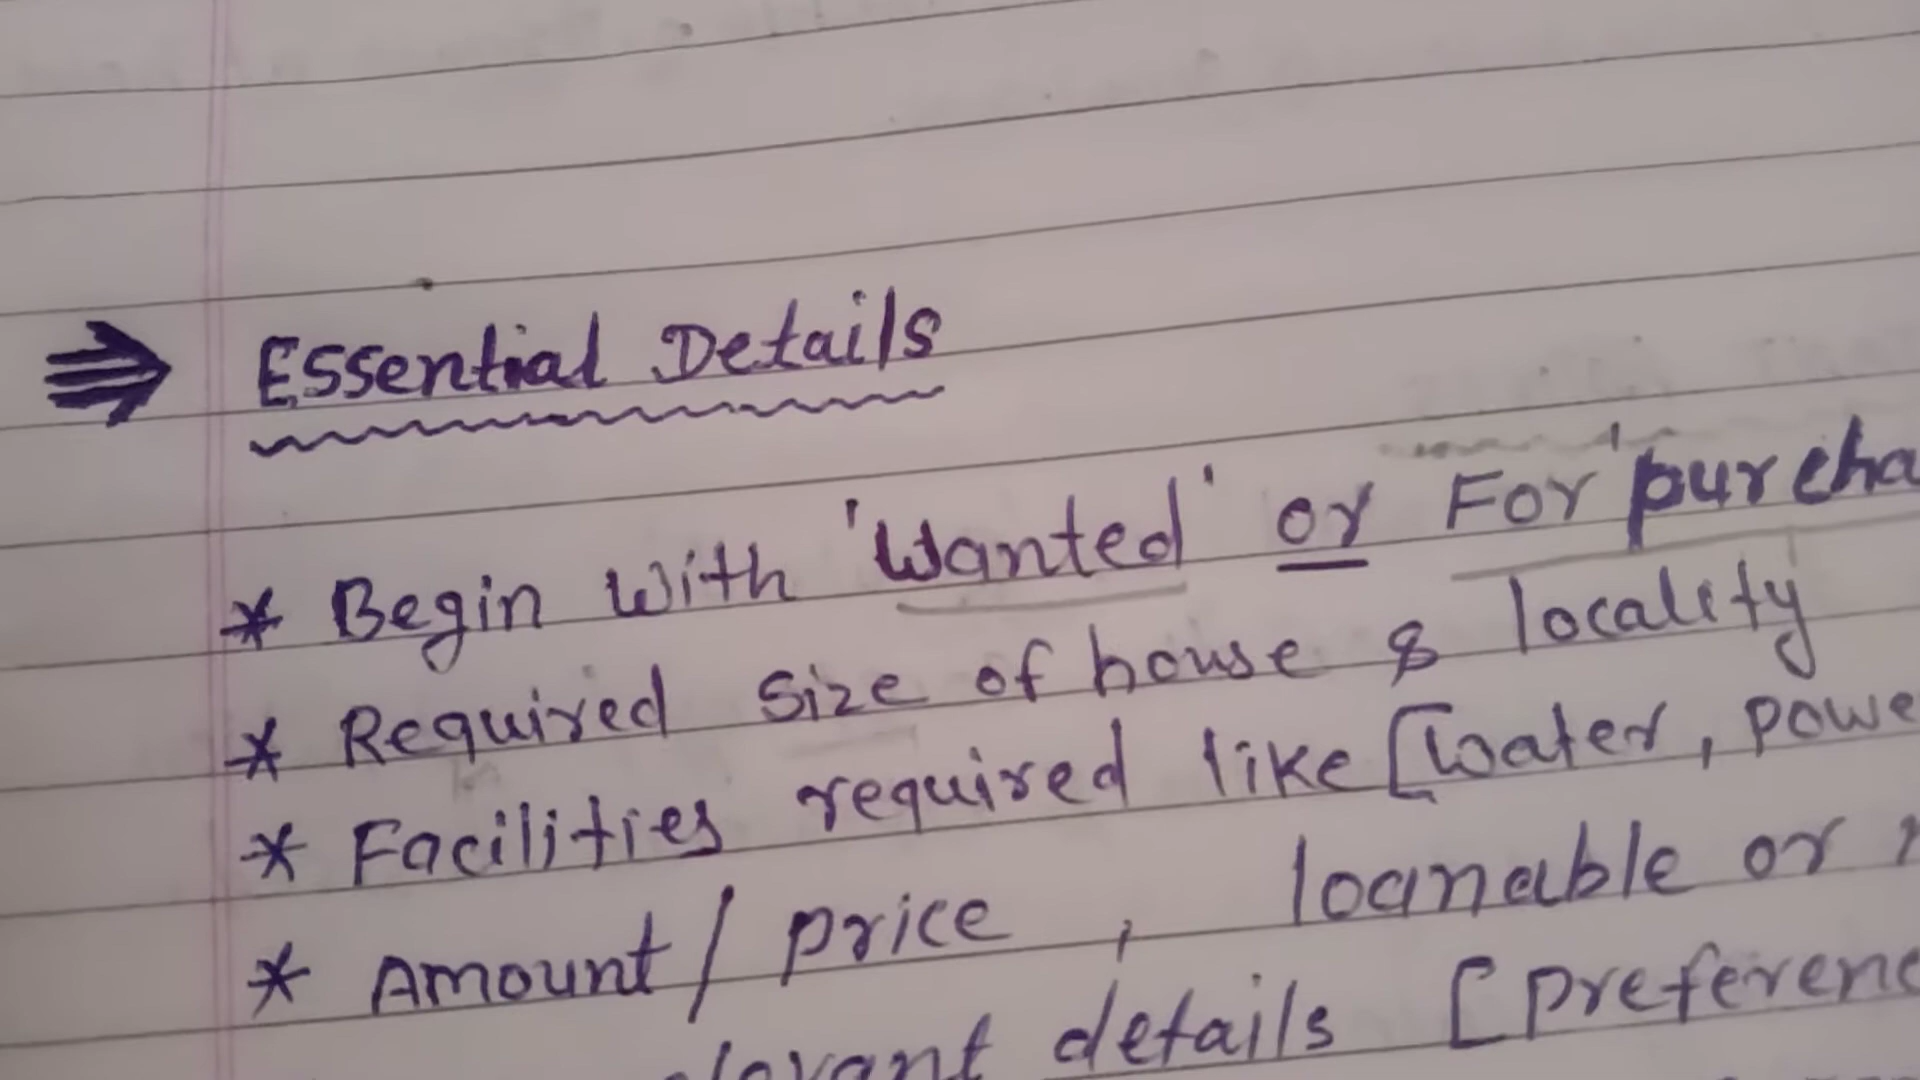 ⇛ Essential Details
* Begin with 'Wanted' or For 'purcha
* Required size of house & locality
* Facilities required like [Water, powe
* Amount / price , loanable or
details [preferenc